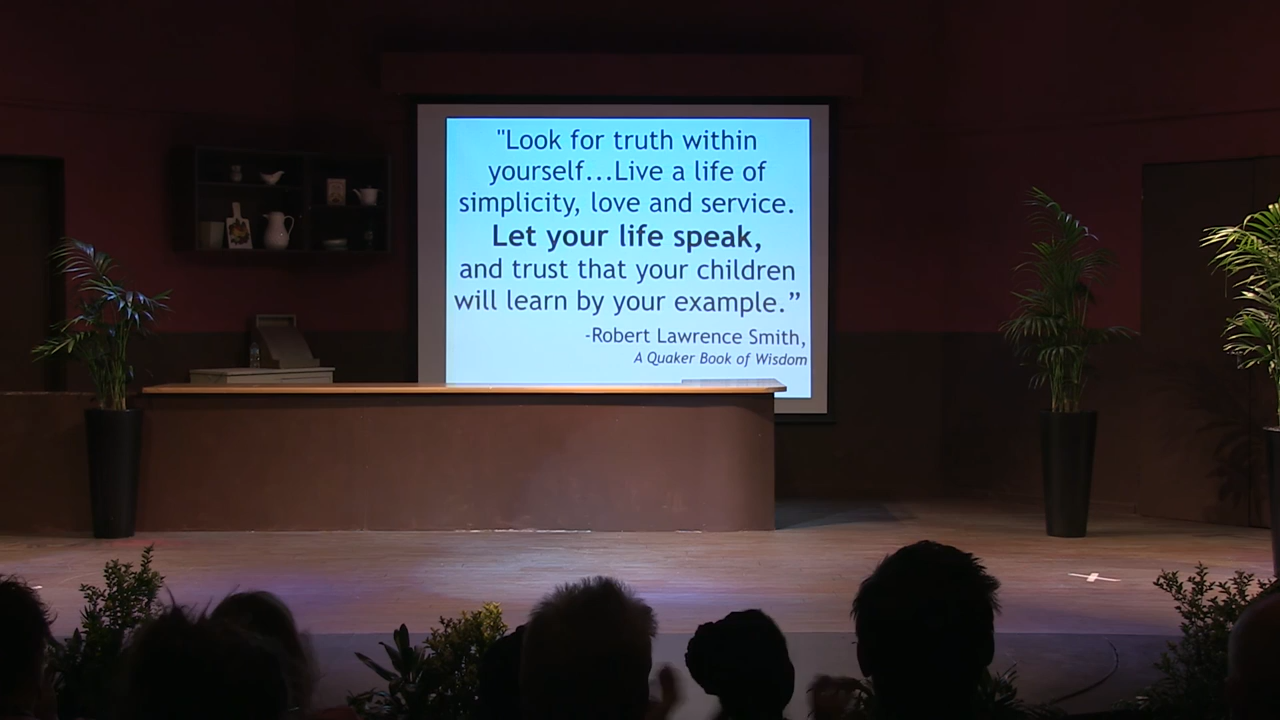 "Look for truth within
yourself...Live a life of
simplicity, love and service.
Let your life speak,
and trust that your children
will learn by your example.”
-Robert Lawrence Smith,
A Quaker Book of Wisdom